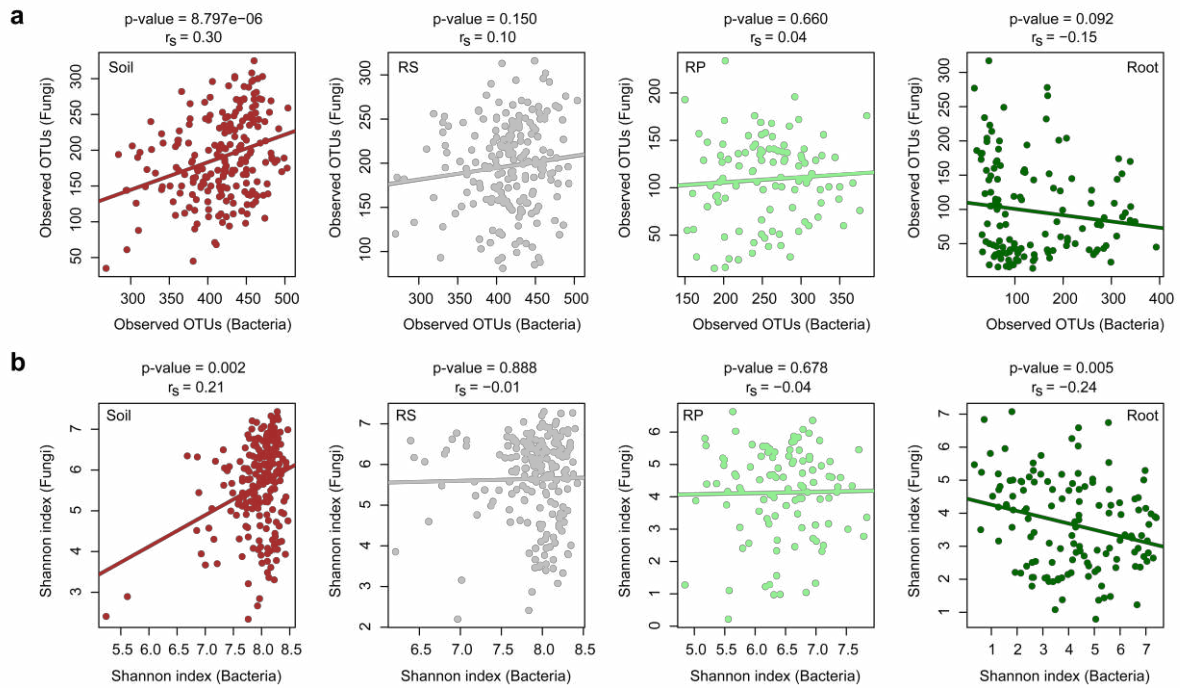 a
p-value = 8.797e−06
rS = 0.30
Soil
Observed OTUs (Fungi)
50 100 150 200 250 300
300 350 400 450 500
Observed OTUs (Bacteria)
p-value = 0.150
rS = 0.10
RS
Observed OTUs (Fungi)
100 150 200 250 300
300 350 400 450 500
Observed OTUs (Bacteria)
p-value = 0.660
rS = 0.04
RP
Observed OTUs (Fungi)
50 100 150 200
150 200 250 300 350
Observed OTUs (Bacteria)
p-value = 0.092
rS = −0.15
Root
Observed OTUs (Fungi)
50 100 150 200 250 300
100 200 300 400
Observed OTUs (Bacteria)
b
p-value = 0.002
rS = 0.21
Soil
Shannon index (Fungi)
3 4 5 6 7
5.5 6.0 6.5 7.0 7.5 8.0 8.5
Shannon index (Bacteria)
p-value = 0.888
rS = −0.01
RS
Shannon index (Fungi)
2 3 4 5 6 7
6.5 7.0 7.5 8.0 8.5
Shannon index (Bacteria)
p-value = 0.678
rS = −0.04
RP
Shannon index (Fungi)
0 1 2 3 4 5 6
5.0 5.5 6.0 6.5 7.0 7.5
Shannon index (Bacteria)
p-value = 0.005
rS = −0.24
Root
Shannon index (Fungi)
1 2 3 4 5 6 7
1 2 3 4 5 6 7
Shannon index (Bacteria)